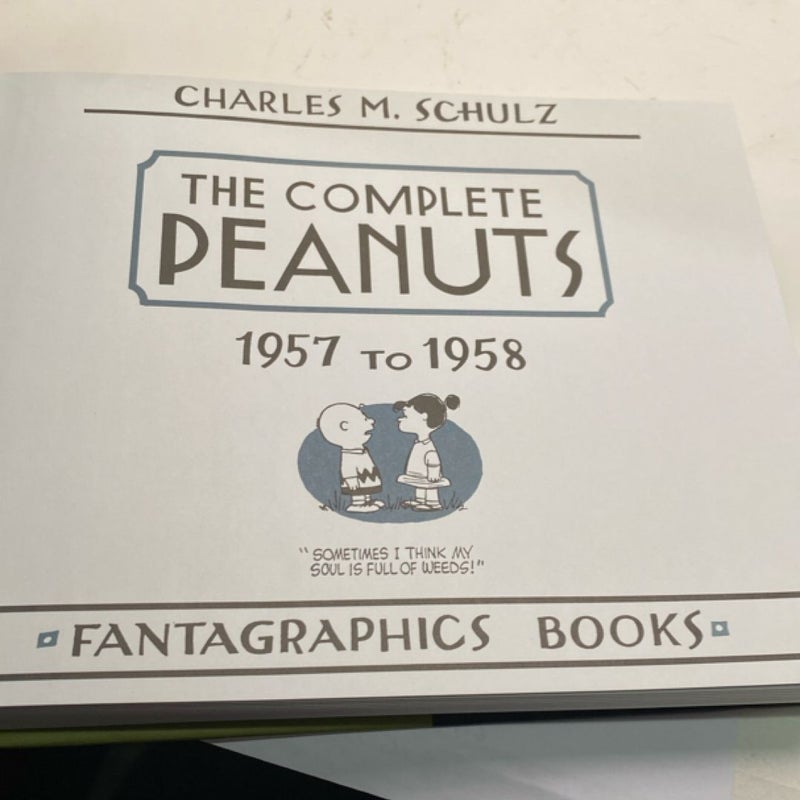 CHARLES M. SCHULZ
THE COMPLETE
PEANUTS
1957 TO 1958
"SOMETIMES I THINK MY
SOUL IS FULL OF WEEDS!"
FANTAGRAPHICS BOOKS